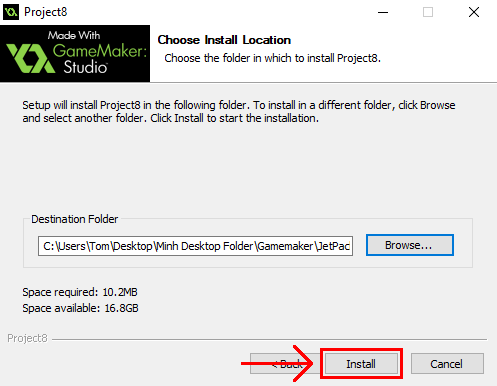 Project8
Made With
GameMaker:
Studio
Choose Install Location
Choose the folder in which to install Project8.
Setup will install Project8 in the following folder. To install in a different folder, click Browse
and select another folder. Click Install to start the installation.
Destination Folder
C:\Users\Tom\Desktop\Minh Desktop Folder\Gamemaker\JetPac
Browse...
Space required: 10.2MB
Space available: 16.8GB
Project8
< Back
Install
Cancel